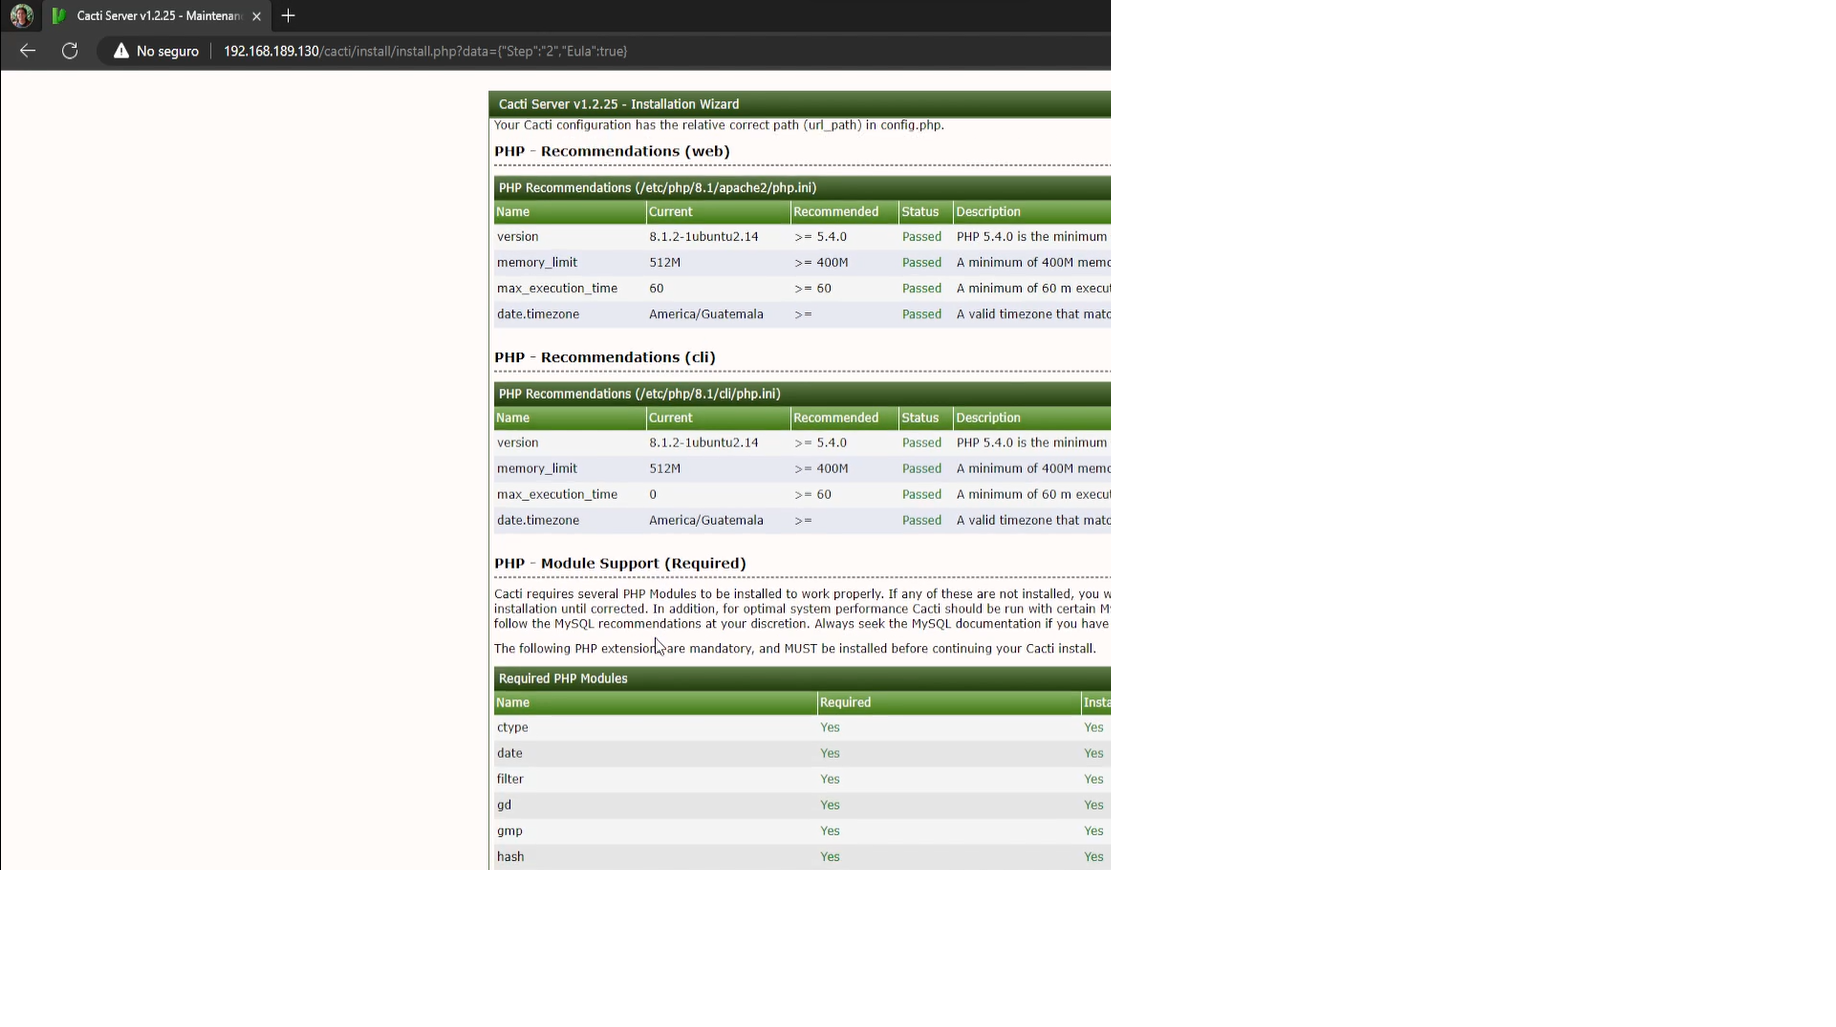 Cacti Server v1.2.25 - Maintenan
No seguro 192.168.189.130/cacti/install/install.php?data={"Step":"2","Eula":true}
Cacti Server v1.2.25 - Installation Wizard
Your Cacti configuration has the relative correct path (url_path) in config.php.
PHP - Recommendations (web)
PHP Recommendations (/etc/php/8.1/apache2/php.ini)
Name Current Recommended Status Description
version 8.1.2-1ubuntu2.14 >= 5.4.0 Passed PHP 5.4.0 is the minimum
memory_limit 512M >= 400M Passed A minimum of 400M memo
max_execution_time 60 >= 60 Passed A minimum of 60 m execut
date.timezone America/Guatemala >= Passed A valid timezone that matc
PHP - Recommendations (cli)
PHP Recommendations (/etc/php/8.1/cli/php.ini)
Name Current Recommended Status Description
version 8.1.2-1ubuntu2.14 >= 5.4.0 Passed PHP 5.4.0 is the minimum
memory_limit 512M >= 400M Passed A minimum of 400M memo
max_execution_time 0 >= 60 Passed A minimum of 60 m execut
date.timezone America/Guatemala >= Passed A valid timezone that matc
PHP - Module Support (Required)
Cacti requires several PHP Modules to be installed to work properly. If any of these are not installed, you w
installation until corrected. In addition, for optimal system performance Cacti should be run with certain M
follow the MySQL recommendations at your discretion. Always seek the MySQL documentation if you have
The following PHP extensions are mandatory, and MUST be installed before continuing your Cacti install.
Required PHP Modules
Name Required Insta
ctype Yes Yes
date Yes Yes
filter Yes Yes
gd Yes Yes
gmp Yes Yes
hash Yes Yes